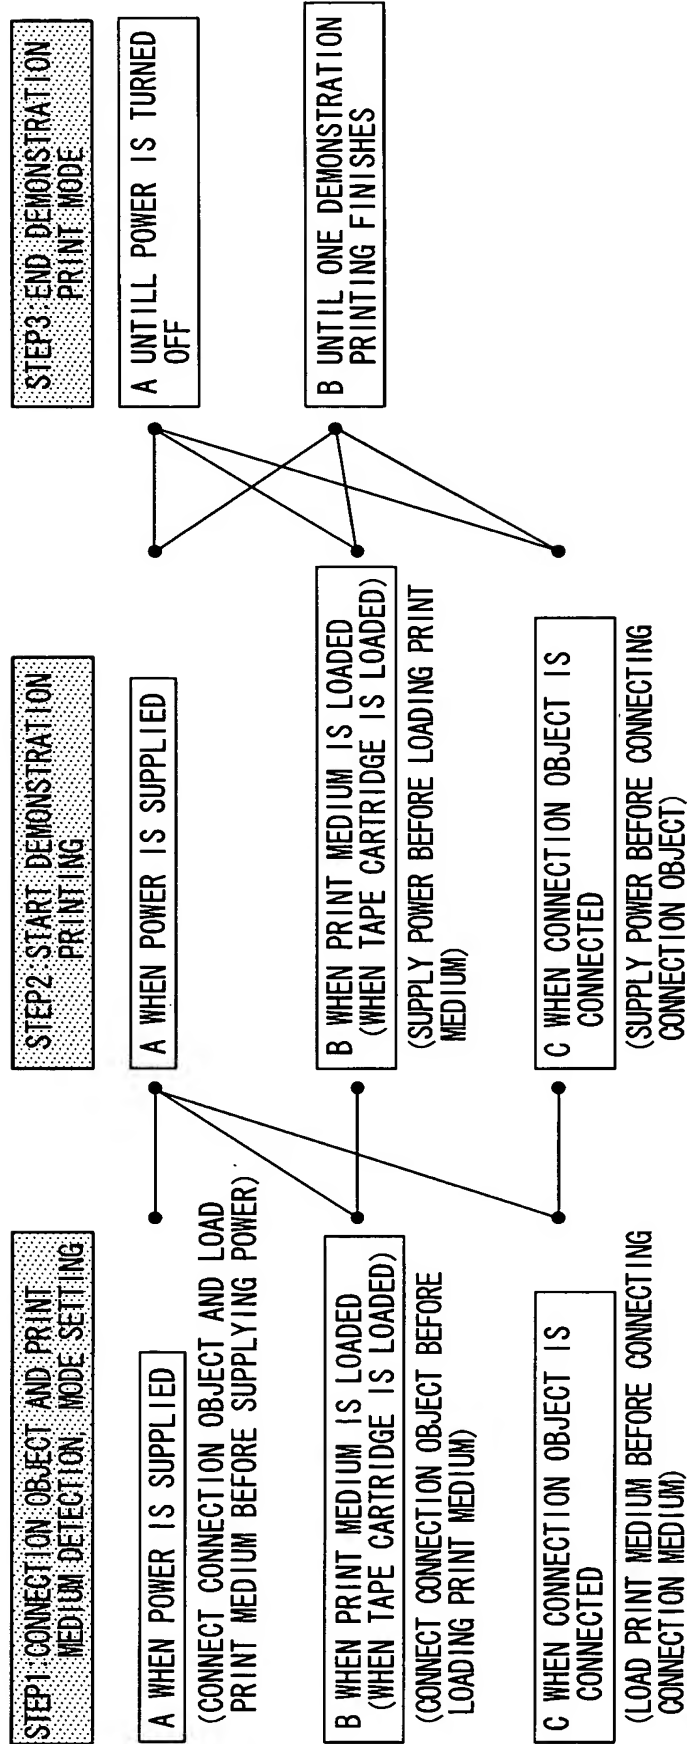 STEP1 CONNECTION OBJECT AND PRINT
MEDIUM DETECTION MODE SETTING
A WHEN POWER IS SUPPLIED
(CONNECT CONNECTION OBJECT AND LOAD
PRINT MEDIUM BEFORE SUPPLYING POWER)
B WHEN PRINT MEDIUM IS LOADED
(WHEN TAPE CARTRIDGE IS LOADED)
(CONNECT CONNECTION OBJECT BEFORE
LOADING PRINT MEDIUM)
C WHEN CONNECTION OBJECT IS
CONNECTED
(LOAD PRINT MEDIUM BEFORE CONNECTING
CONNECTION MEDIUM)
STEP2 START DEMONSTRATION
PRINTING
A WHEN POWER IS SUPPLIED
B WHEN PRINT MEDIUM IS LOADED
(WHEN TAPE CARTRIDGE IS LOADED)
(SUPPLY POWER BEFORE LOADING PRINT
MEDIUM)
C WHEN CONNECTION OBJECT IS
CONNECTED
(SUPPLY POWER BEFORE CONNECTING
CONNECTION OBJECT)
STEP3 END DEMONSTRATION
PRINT MODE
A UNTILL POWER IS TURNED
OFF
B UNTIL ONE DEMONSTRATION
PRINTING FINISHES